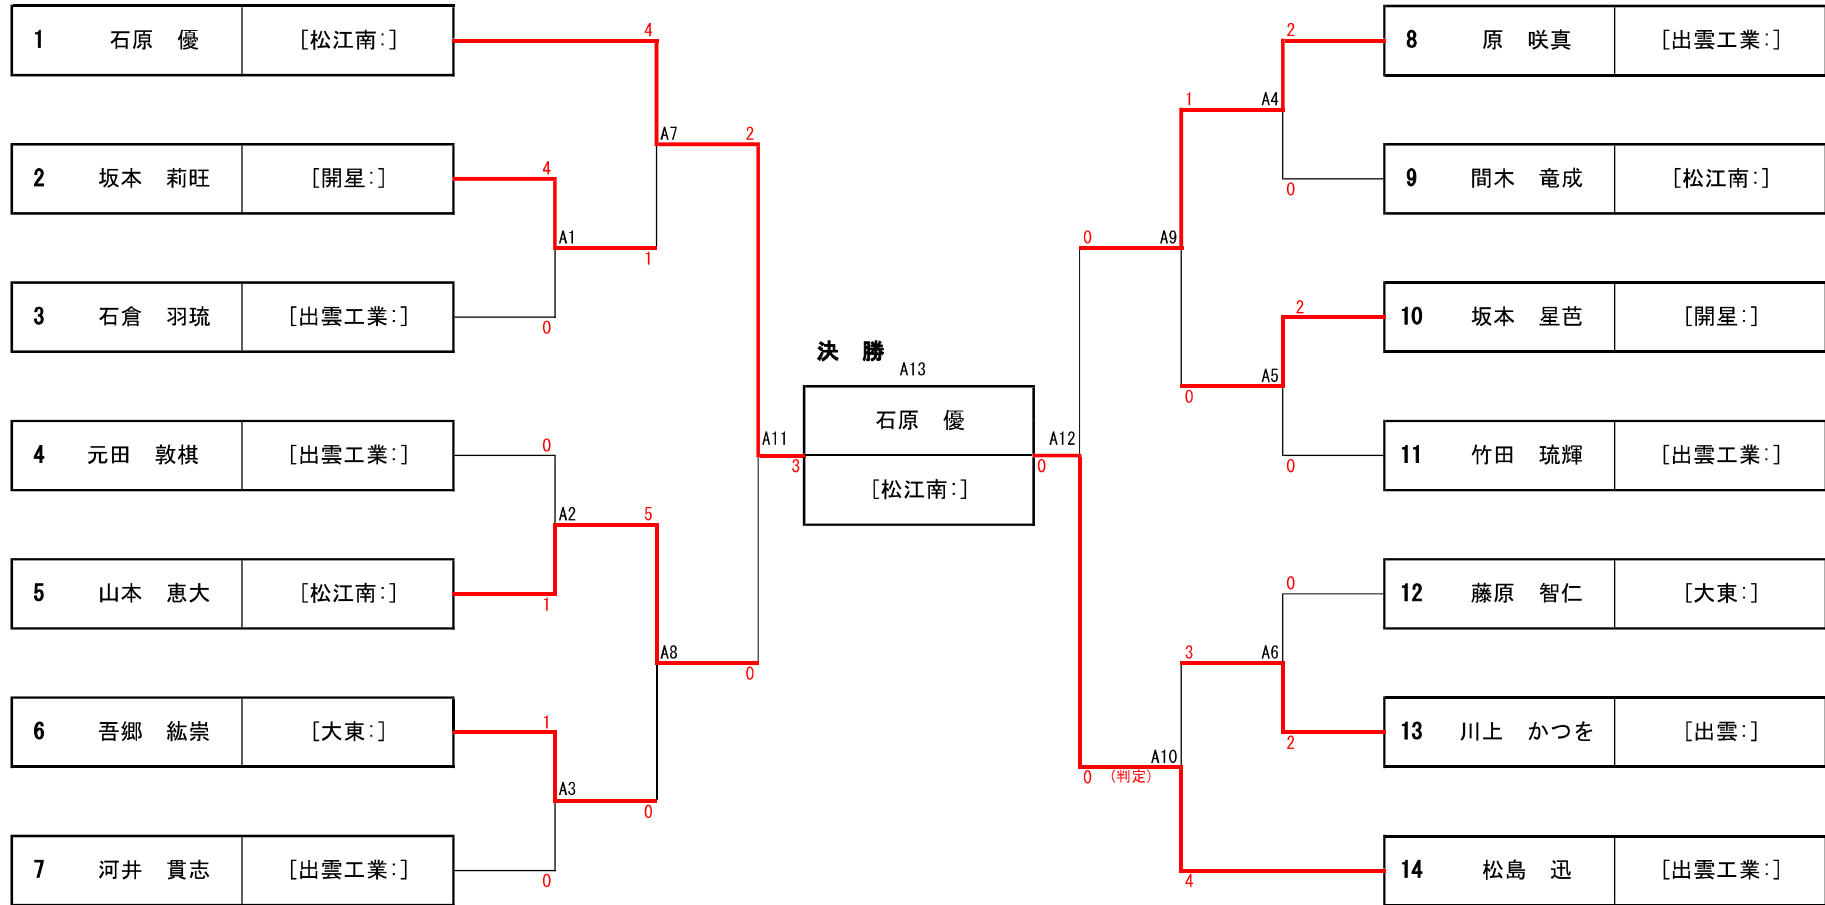 1 石原 優 [松江南:]
2 坂本 莉旺 [開星:]
3 石倉 羽琉 [出雲工業:]
4 元田 敦棋 [出雲工業:]
5 山本 恵大 [松江南:]
6 吾郷 紘崇 [大東:]
7 河井 貫志 [出雲工業:]
4
4
A7
2
A1
1
0
0
A2
5
1
A8
0
1
A3
0
0
決 勝
A13
石原 優
[松江南:]
A11
3
A12
0
2
1
A4
0
0
A9
2
A5
0
0
0
3
A6
2
A10
0 (判定)
4
8 原 咲真 [出雲工業:]
9 間木 竜成 [松江南:]
10 坂本 星芭 [開星:]
11 竹田 琉輝 [出雲工業:]
12 藤原 智仁 [大東:]
13 川上 かつを [出雲:]
14 松島 迅 [出雲工業:]